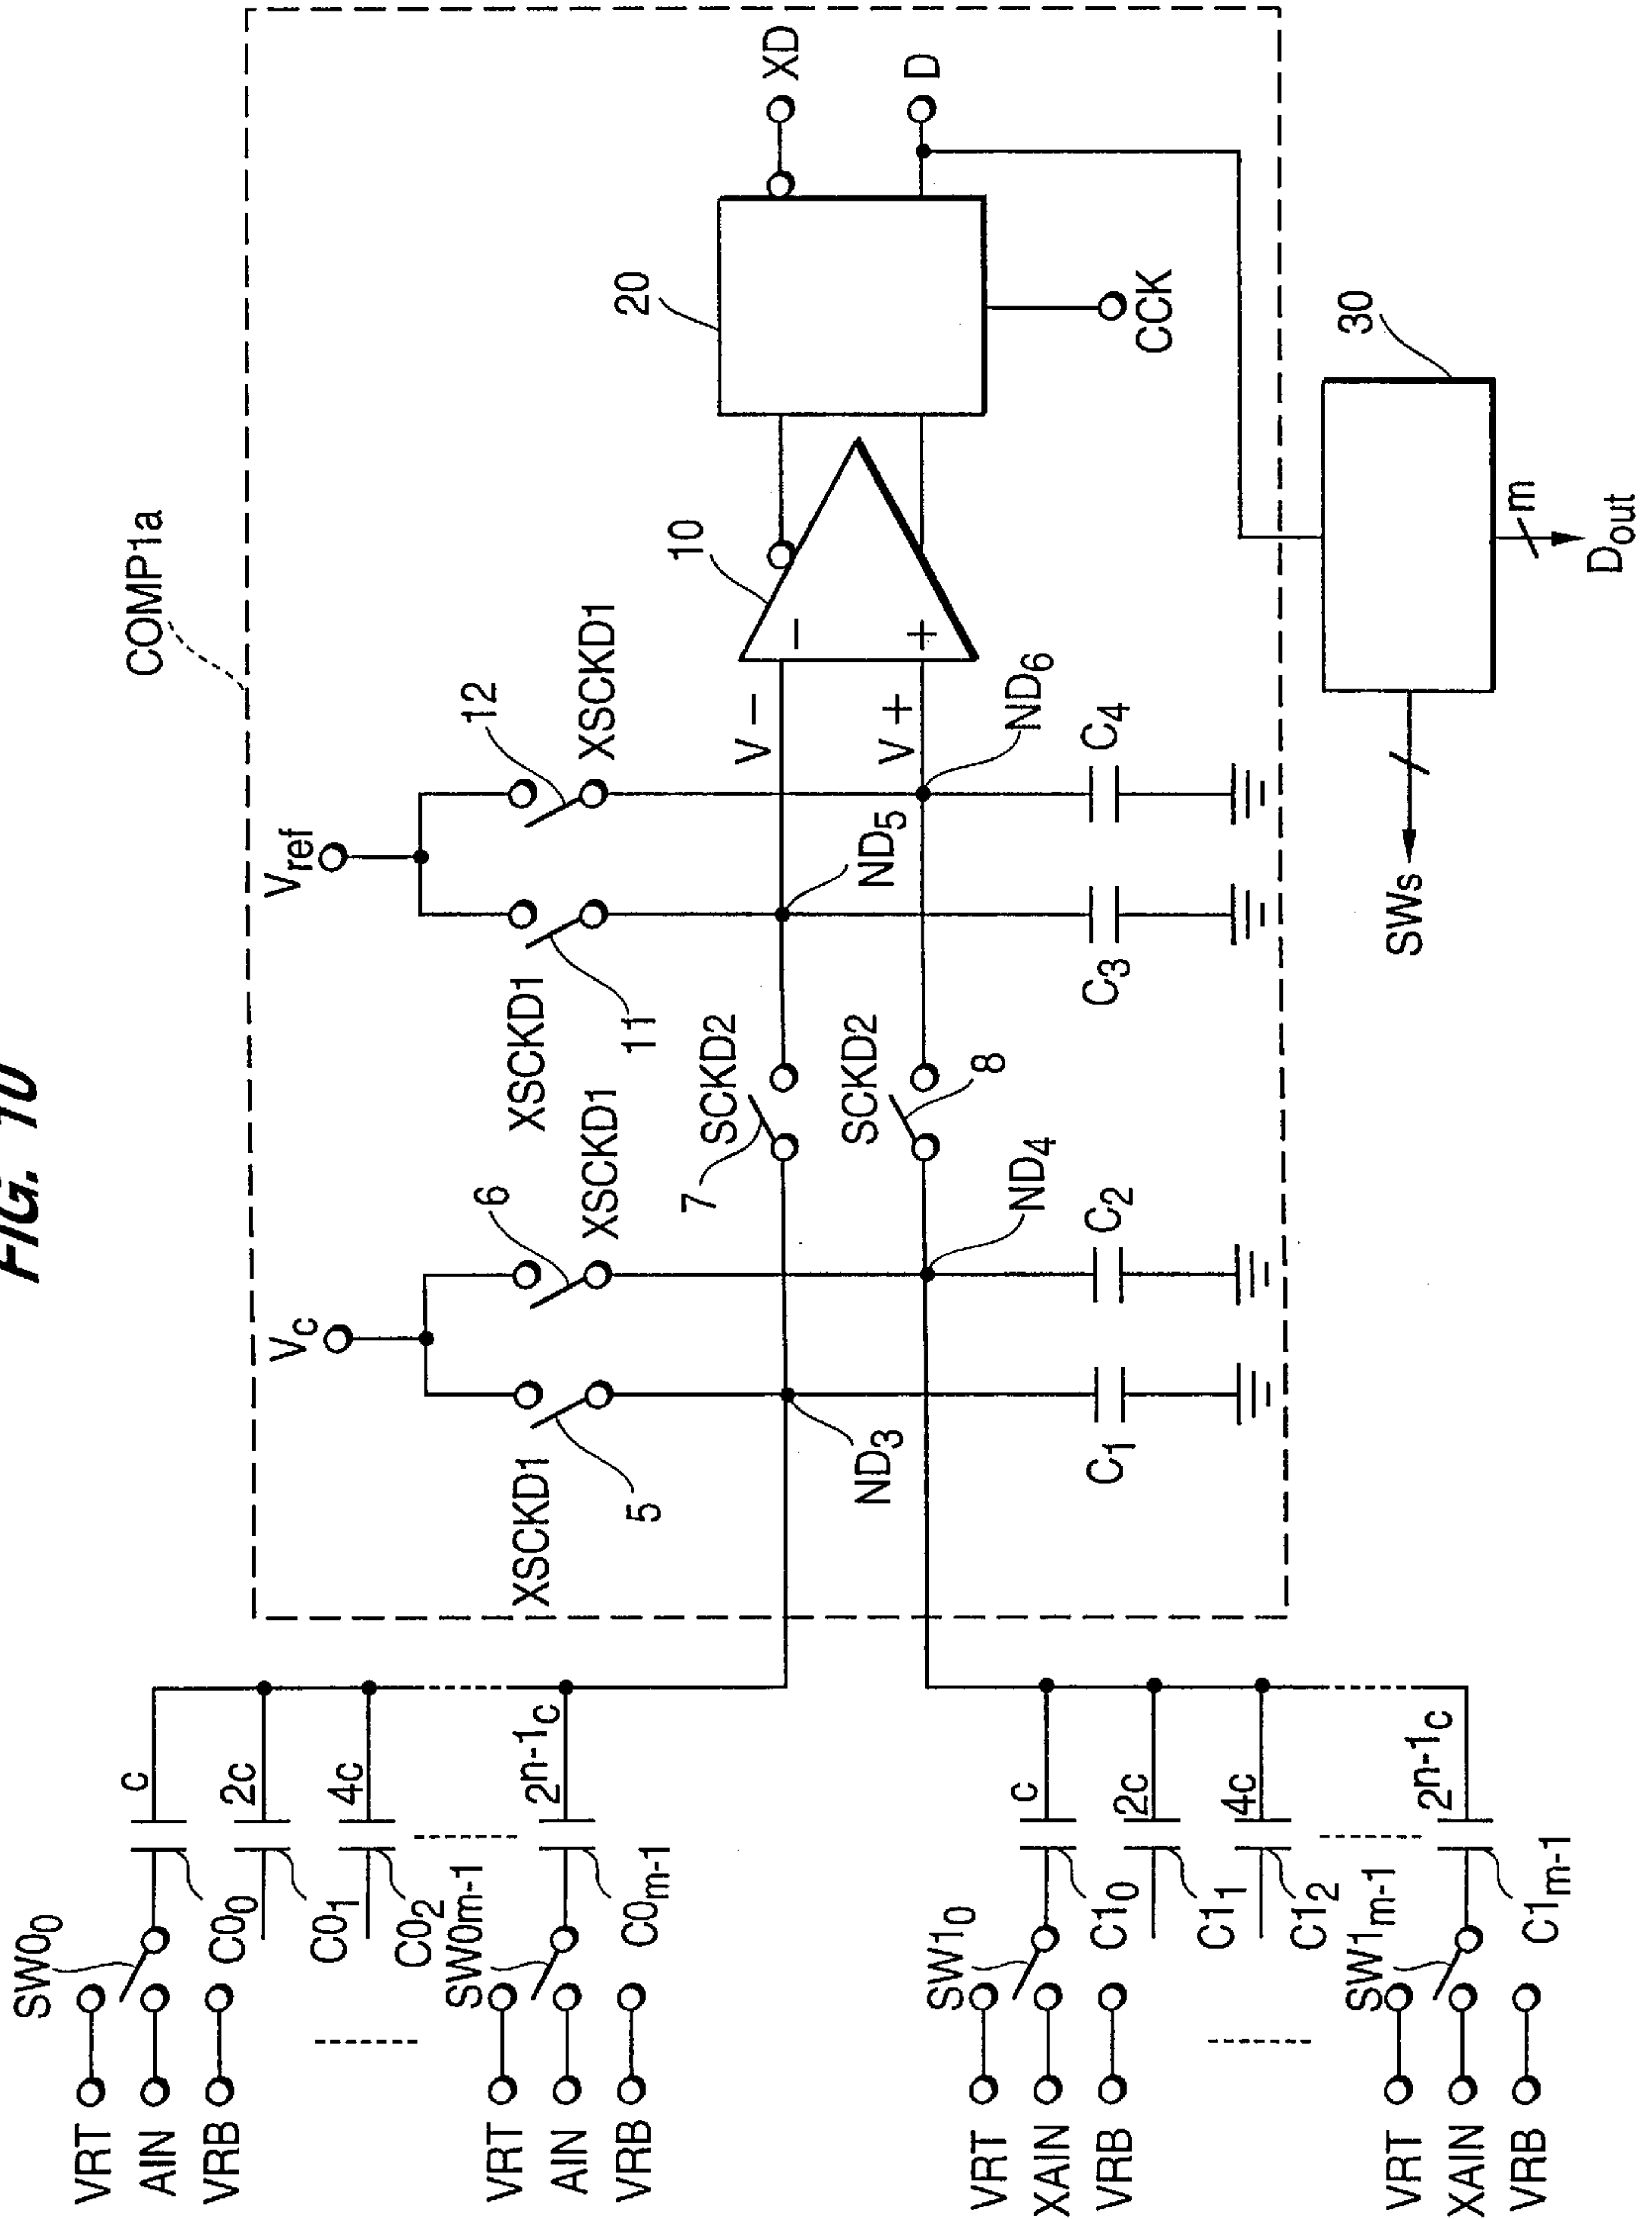 FIG. 10
COMP1a
Vc
Vref
XSCKD1
5
6
XSCKD1
XSCKD1
11
12
XSCKD1
7
SCKD2
SCKD2
8
ND3
ND4
ND5
ND6
V −
V +
−
+
10
20
XD
D
CCK
C1
C2
C3
C4
30
m
Dout
SWs
SW00
VRT
AIN
VRB
c
C00
2c
C01
4c
C02
2n-1c
C0m-1
SW0m-1
VRT
AIN
VRB
SW10
VRT
XAIN
VRB
c
C10
2c
C11
4c
C12
2n-1c
C1m-1
SW1m-1
VRT
XAIN
VRB